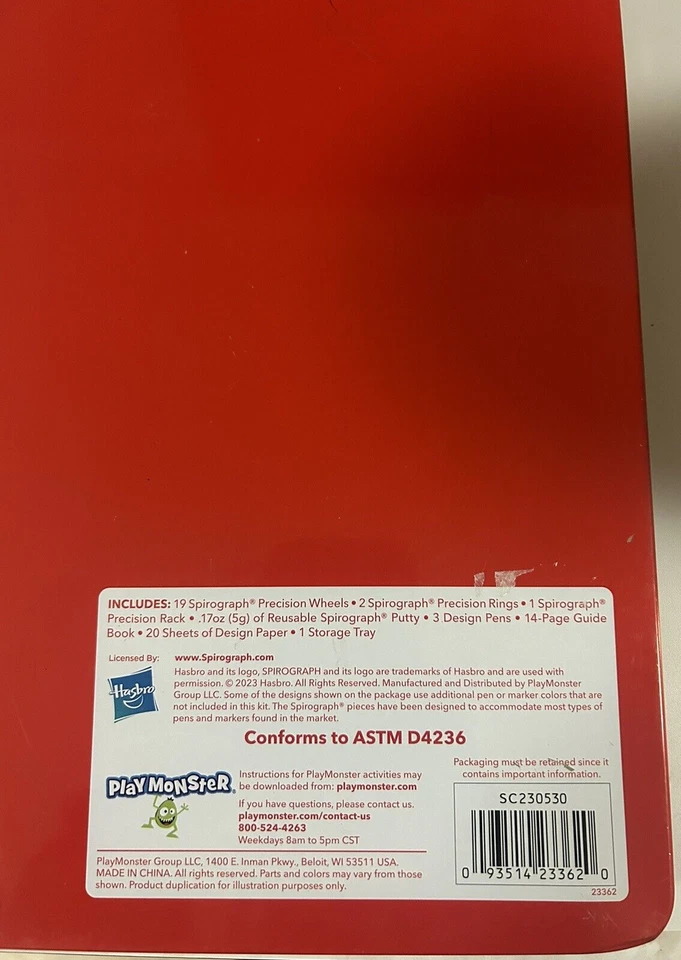 INCLUDES: 19 Spirograph® Precision Wheels • 2 Spirograph® Precision Rings • 1 Spirograph®
Precision Rack • .17oz (5g) of Reusable Spirograph® Putty • 3 Design Pens • 14-Page Guide
Book • 20 Sheets of Design Paper • 1 Storage Tray
Licensed By:
Hasbro
www.Spirograph.com
Hasbro and its logo, SPIROGRAPH and its logo are trademarks of Hasbro and are used with
permission. © 2023 Hasbro. All Rights Reserved. Manufactured and Distributed by PlayMonster
Group LLC. Some of the designs shown on the package use additional pen or marker colors that are
not included in this kit. The Spirograph® pieces have been designed to accommodate most types of
pens and markers found in the market.
Conforms to ASTM D4236
PLAY MONSTER®
Instructions for PlayMonster activities may
be downloaded from: playmonster.com
If you have questions, please contact us.
playmonster.com/contact-us
800-524-4263
Weekdays 8am to 5pm CST
PlayMonster Group LLC, 1400 E. Inman Pkwy., Beloit, WI 53511 USA.
MADE IN CHINA. All rights reserved. Parts and colors may vary from those
shown. Product duplication for illustration purposes only.
Packaging must be retained since it
contains important information.
SC230530
0 93514 23362 0
23362